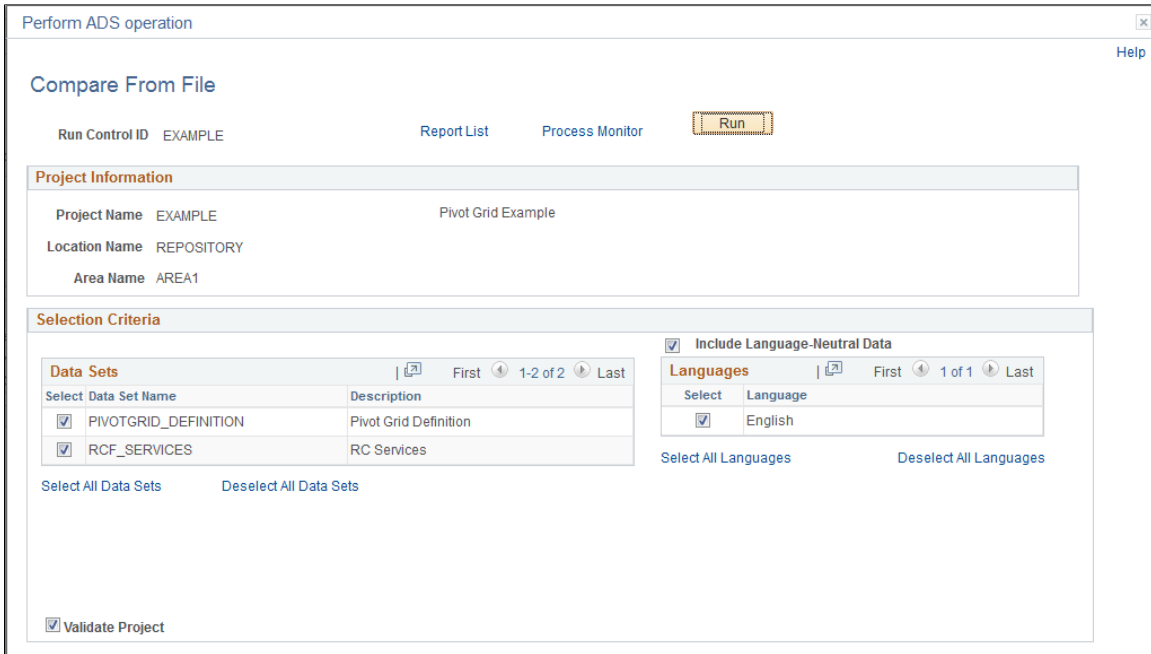 Perform ADS operation
Help
Compare From File
Run Control ID EXAMPLE Report List Process Monitor Run
Project Information
Project Name EXAMPLE Pivot Grid Example
Location Name REPOSITORY
Area Name AREA1
Selection Criteria
Include Language-Neutral Data
Data Sets First 1-2 of 2 Last
Select Data Set Name Description
PIVOTGRID_DEFINITION Pivot Grid Definition
RCF_SERVICES RC Services
Select All Data Sets Deselect All Data Sets
Languages First 1 of 1 Last
Select Language
English
Select All Languages Deselect All Languages
Validate Project